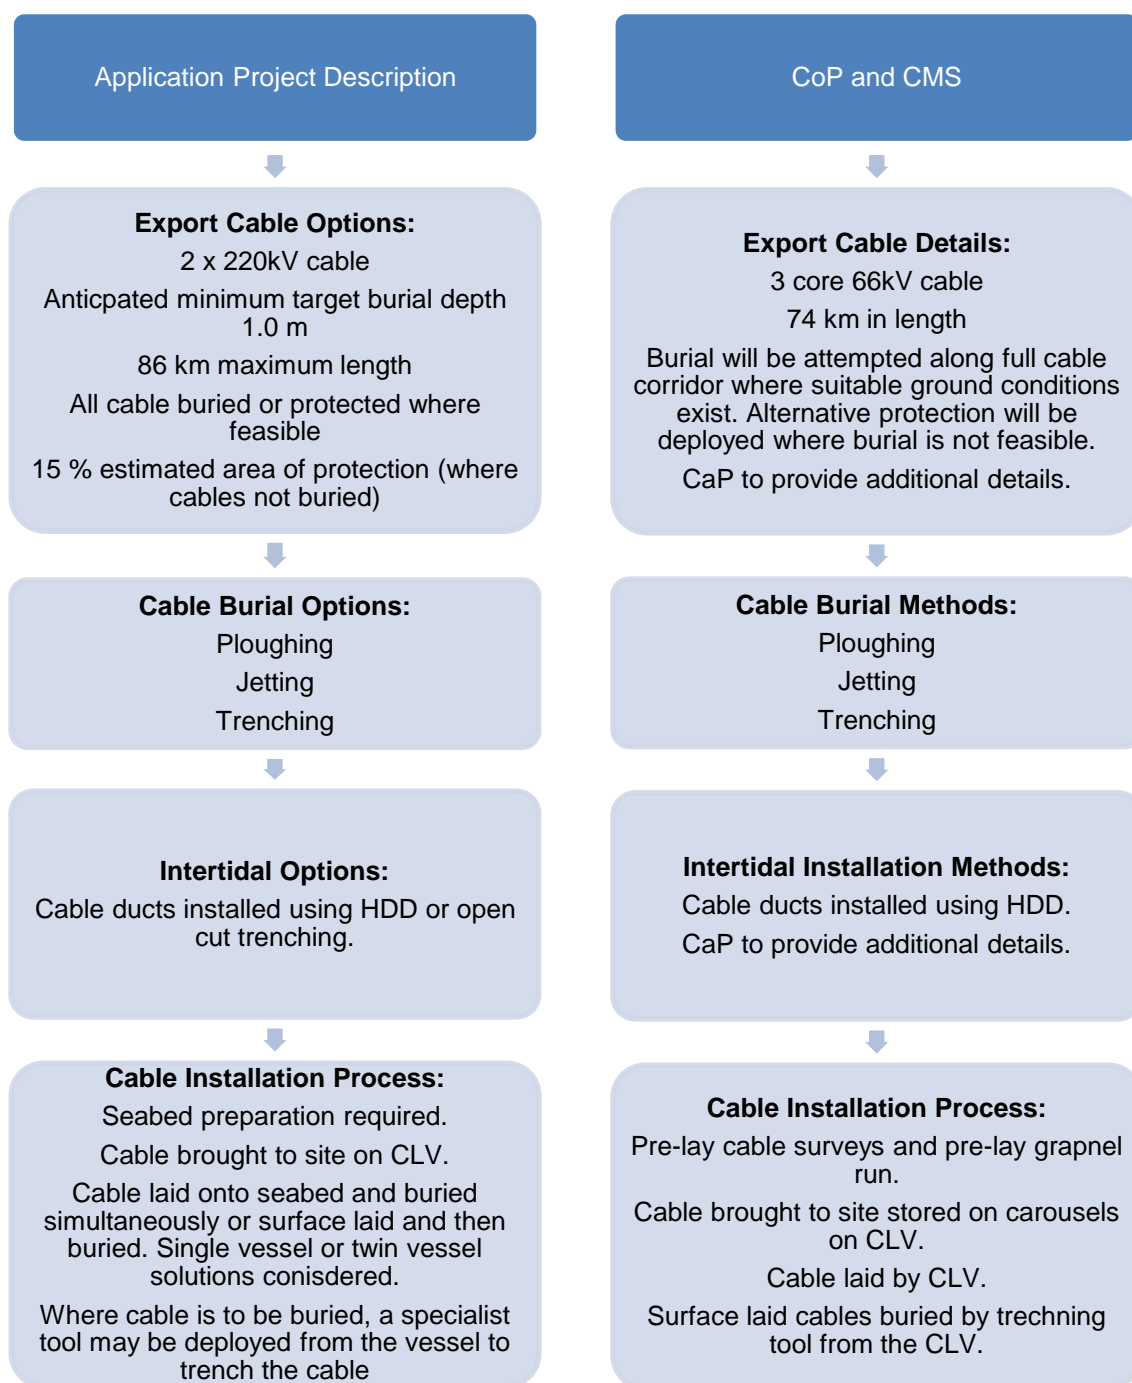 Application Project Description
Export Cable Options:
2 x 220kV cable
Anticpated minimum target burial depth
1.0 m
86 km maximum length
All cable buried or protected where
feasible
15 % estimated area of protection (where
cables not buried)
Cable Burial Options:
Ploughing
Jetting
Trenching
Intertidal Options:
Cable ducts installed using HDD or open
cut trenching.
Cable Installation Process:
Seabed preparation required.
Cable brought to site on CLV.
Cable laid onto seabed and buried
simultaneously or surface laid and then
buried. Single vessel or twin vessel
solutions conisdered.
Where cable is to be buried, a specialist
tool may be deployed from the vessel to
trench the cable
CoP and CMS
Export Cable Details:
3 core 66kV cable
74 km in length
Burial will be attempted along full cable
corridor where suitable ground conditions
exist. Alternative protection will be
deployed where burial is not feasible.
CaP to provide additional details.
Cable Burial Methods:
Ploughing
Jetting
Trenching
Intertidal Installation Methods:
Cable ducts installed using HDD.
CaP to provide additional details.
Cable Installation Process:
Pre-lay cable surveys and pre-lay grapnel
run.
Cable brought to site stored on carousels
on CLV.
Cable laid by CLV.
Surface laid cables buried by trechning
tool from the CLV.